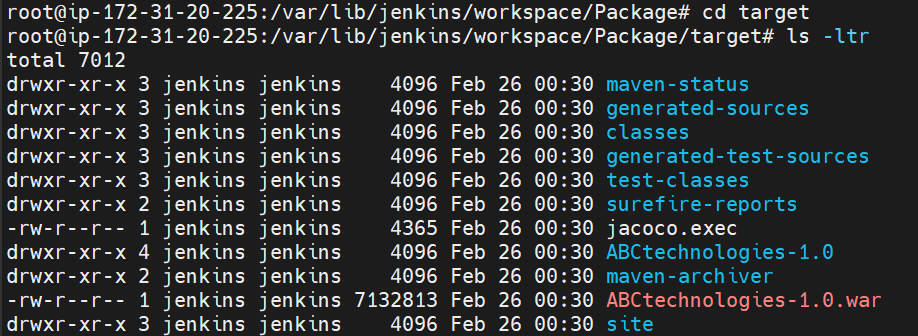 root@ip-172-31-20-225:/var/lib/jenkins/workspace/Package# cd target
root@ip-172-31-20-225:/var/lib/jenkins/workspace/Package/target# ls -ltr
total 7012
drwxr-xr-x 3 jenkins jenkins    4096 Feb 26 00:30 maven-status
drwxr-xr-x 3 jenkins jenkins    4096 Feb 26 00:30 generated-sources
drwxr-xr-x 3 jenkins jenkins    4096 Feb 26 00:30 classes
drwxr-xr-x 3 jenkins jenkins    4096 Feb 26 00:30 generated-test-sources
drwxr-xr-x 3 jenkins jenkins    4096 Feb 26 00:30 test-classes
drwxr-xr-x 2 jenkins jenkins    4096 Feb 26 00:30 surefire-reports
-rw-r--r-- 1 jenkins jenkins    4365 Feb 26 00:30 jacoco.exec
drwxr-xr-x 4 jenkins jenkins    4096 Feb 26 00:30 ABCtechnologies-1.0
drwxr-xr-x 2 jenkins jenkins    4096 Feb 26 00:30 maven-archiver
-rw-r--r-- 1 jenkins jenkins 7132813 Feb 26 00:30 ABCtechnologies-1.0.war
drwxr-xr-x 3 jenkins jenkins    4096 Feb 26 00:30 site